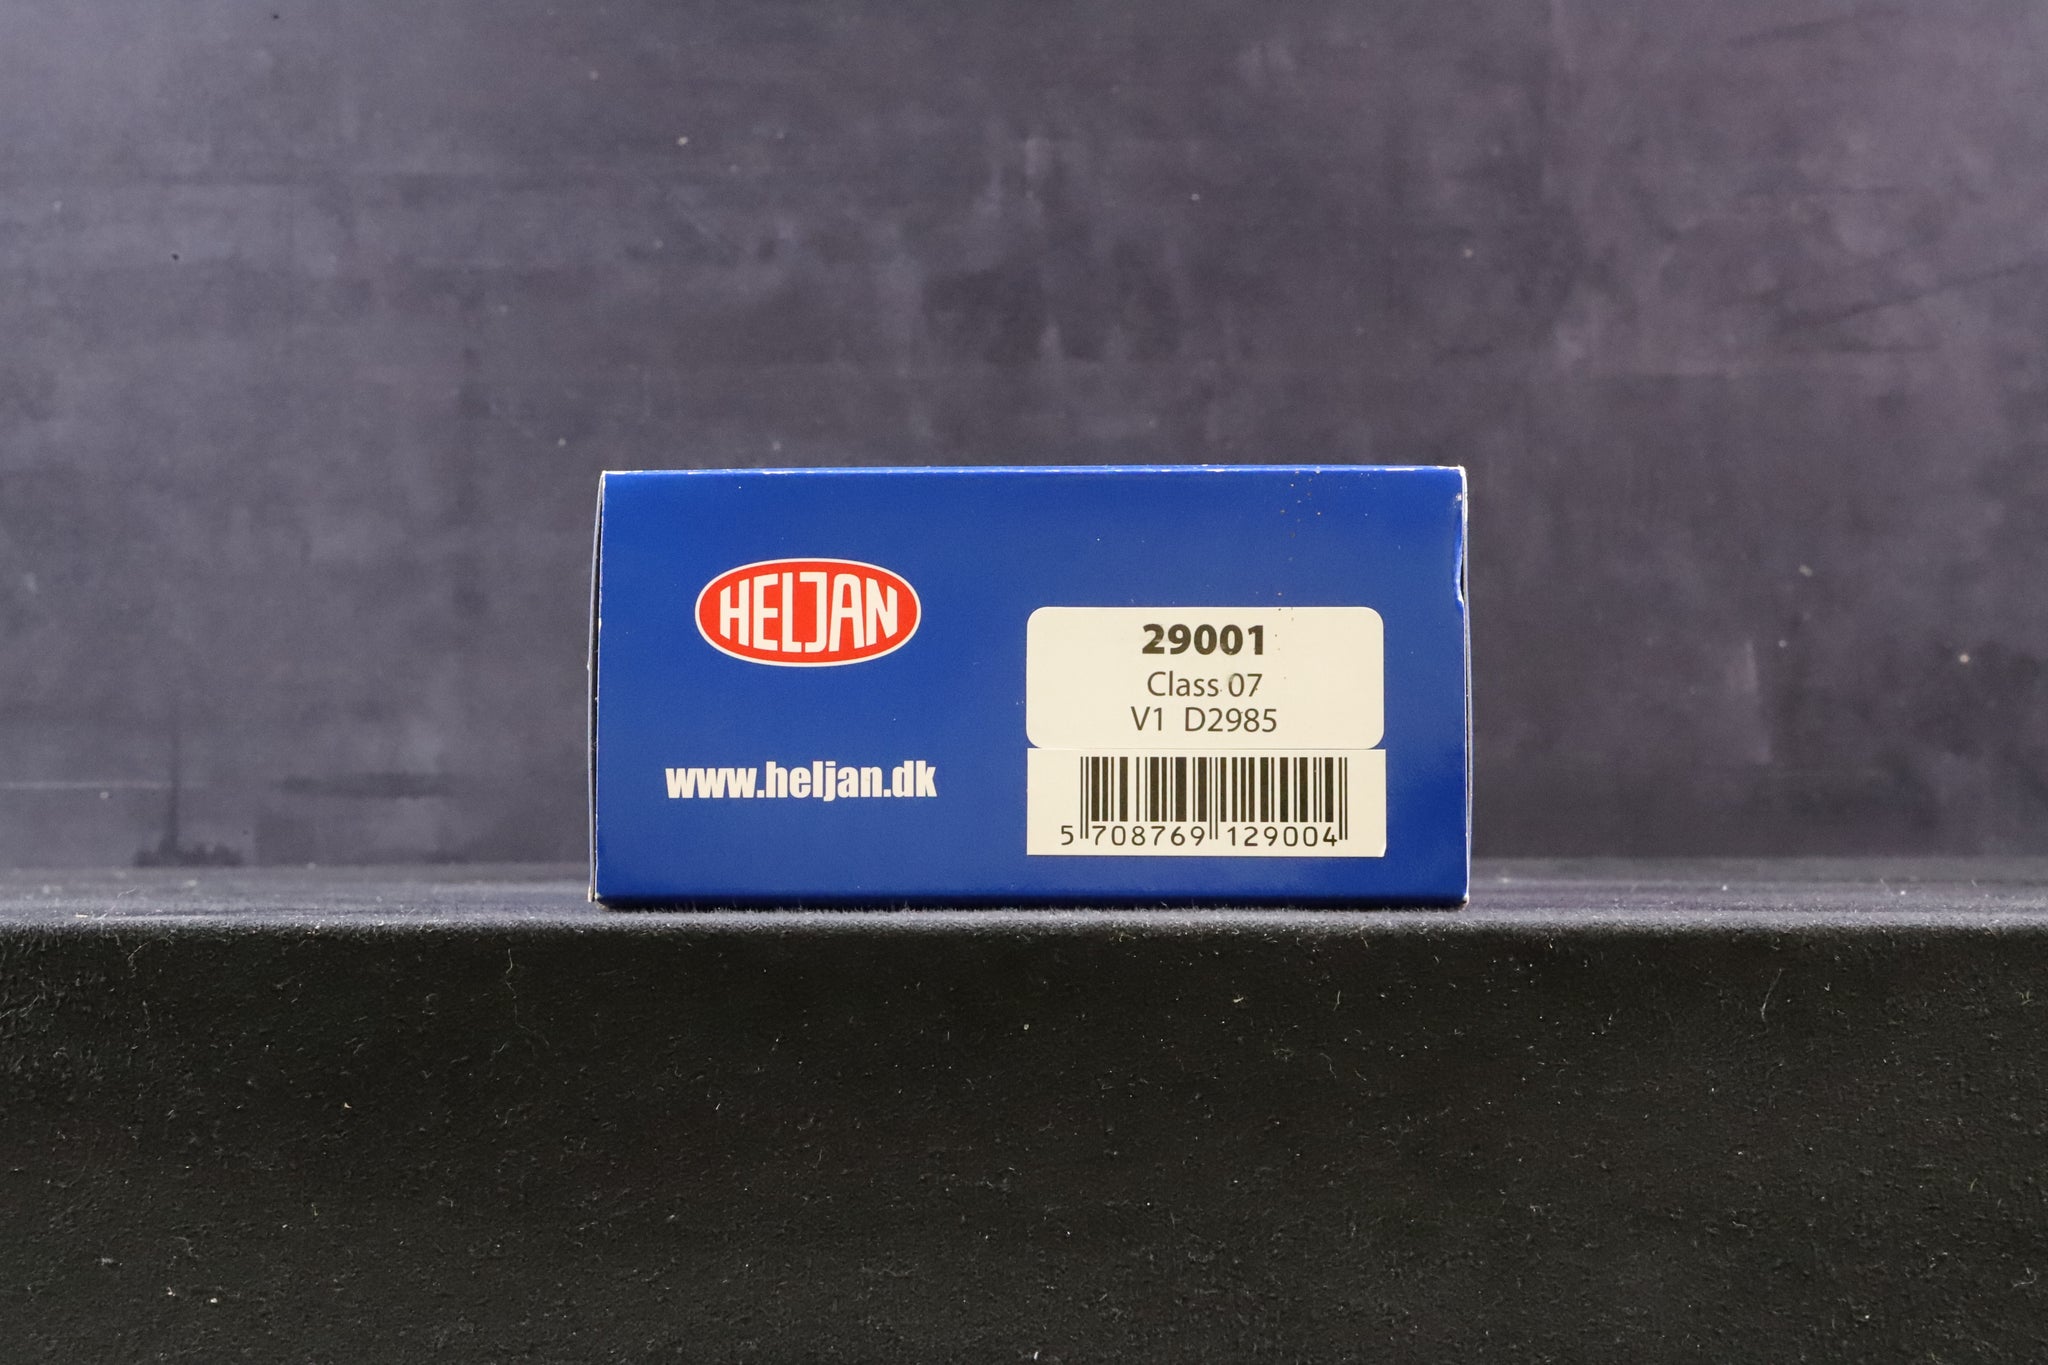 HELJAN
www.heljan.dk
29001
Class 07
V1 D2985
5 708769 129004